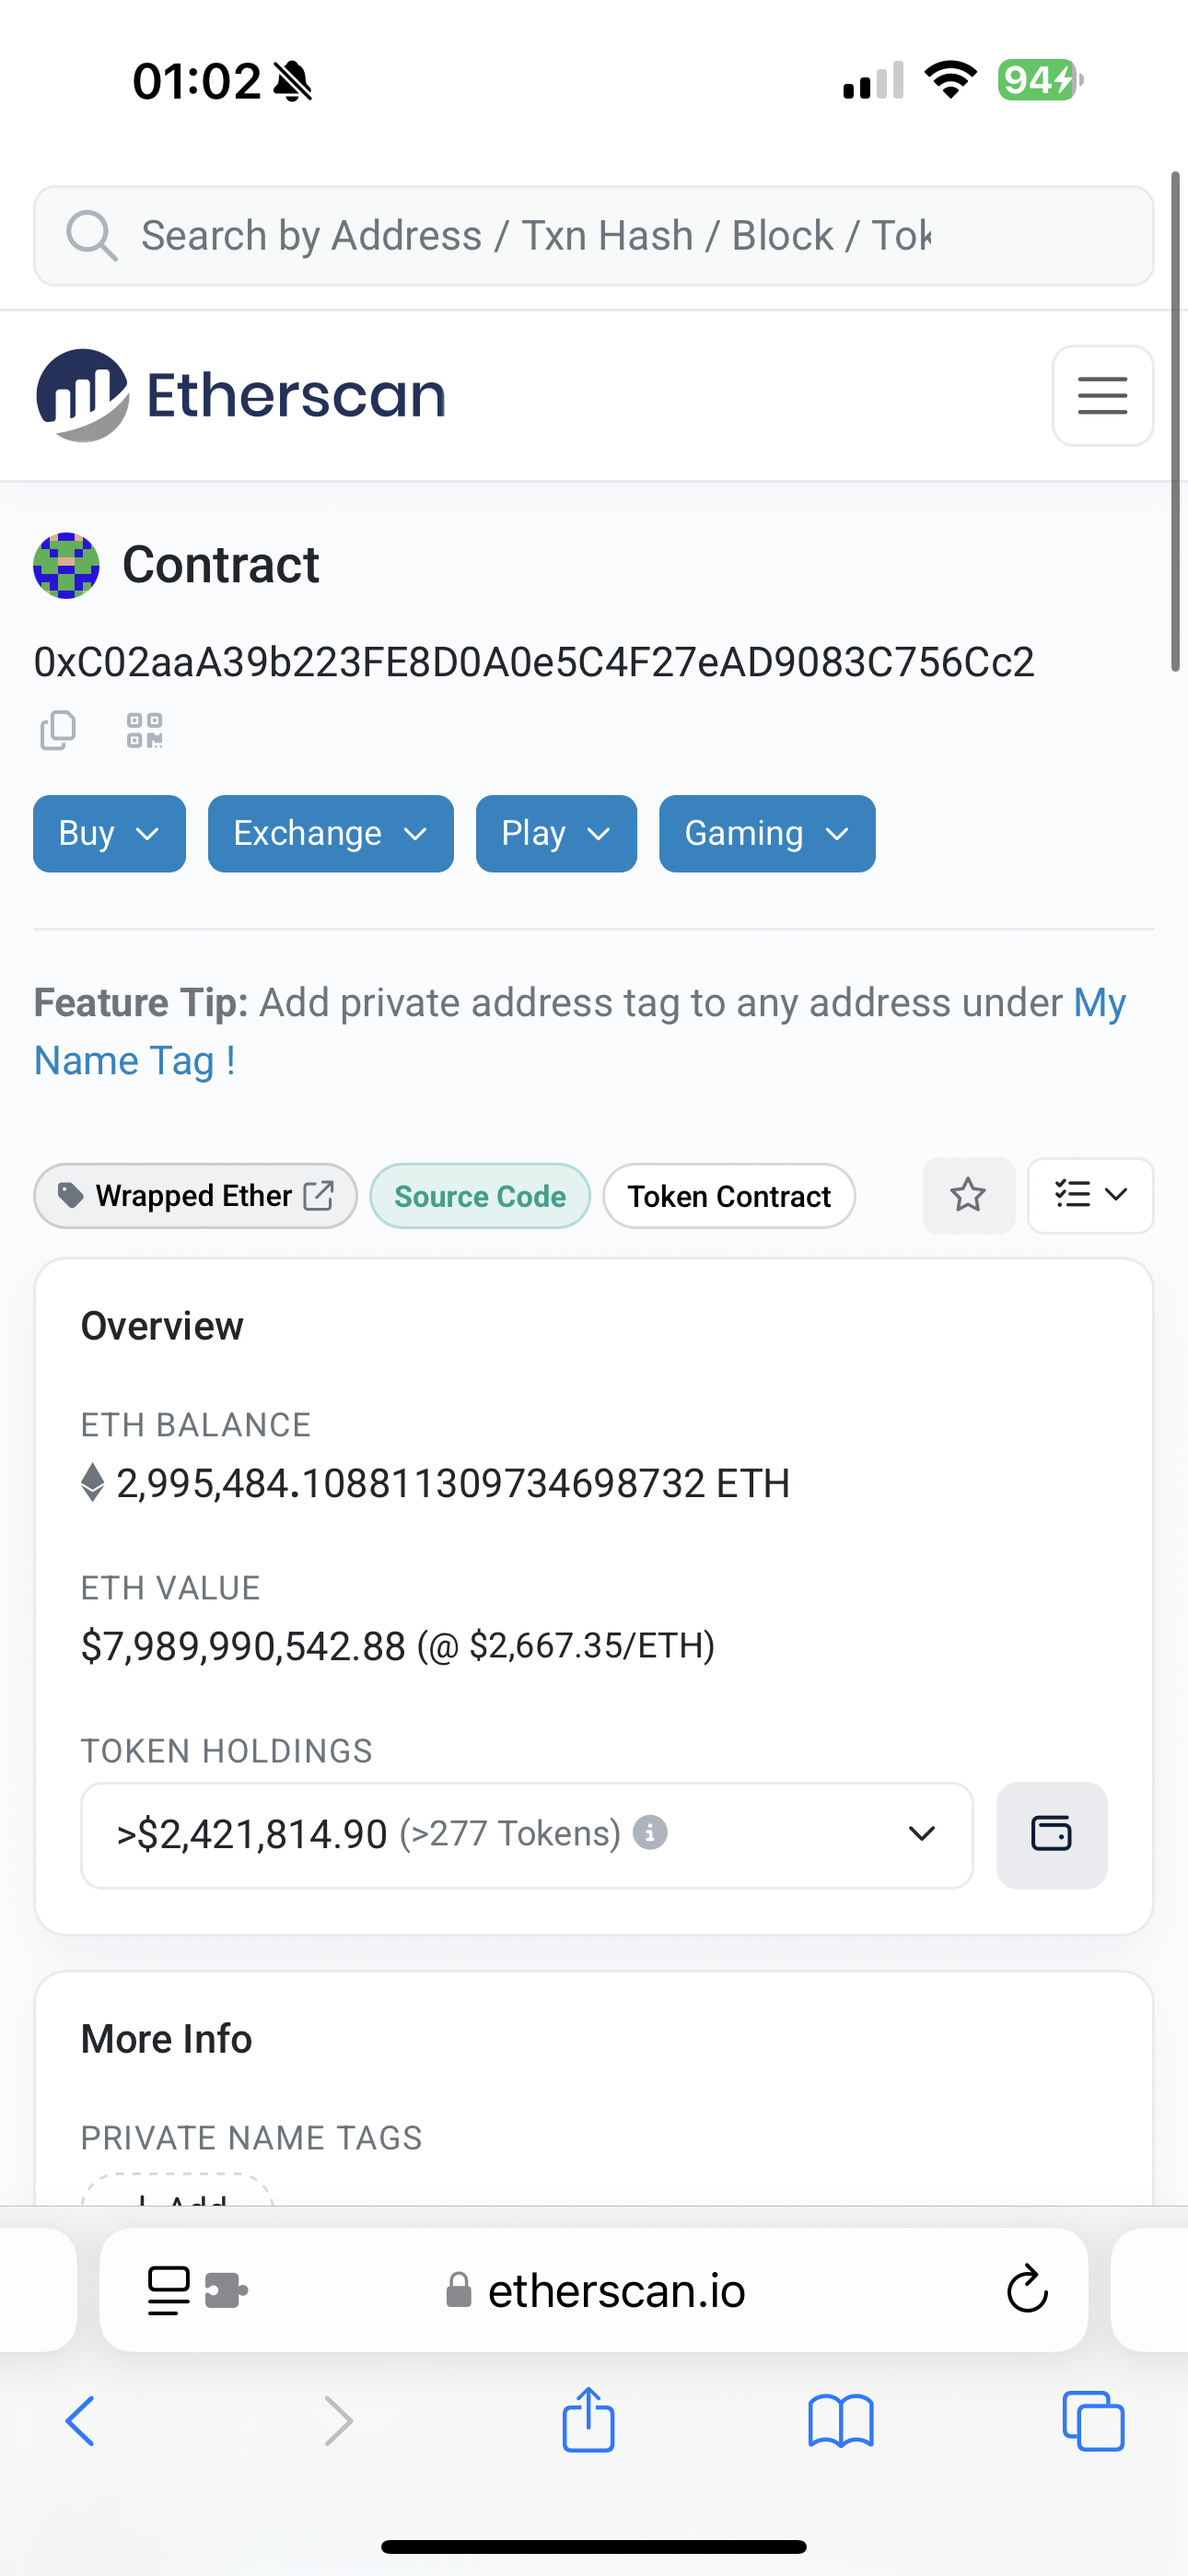 01:02
94
Search by Address / Txn Hash / Block / Tok
Etherscan
Contract
0xC02aaA39b223FE8D0A0e5C4F27eAD9083C756Cc2
Buy Exchange Play Gaming
Feature Tip: Add private address tag to any address under My
Name Tag !
Wrapped Ether Source Code Token Contract
Overview
ETH BALANCE
2,995,484.108811309734698732 ETH
ETH VALUE
$7,989,990,542.88 (@ $2,667.35/ETH)
TOKEN HOLDINGS
>$2,421,814.90 (>277 Tokens)
More Info
PRIVATE NAME TAGS
+ Add
etherscan.io